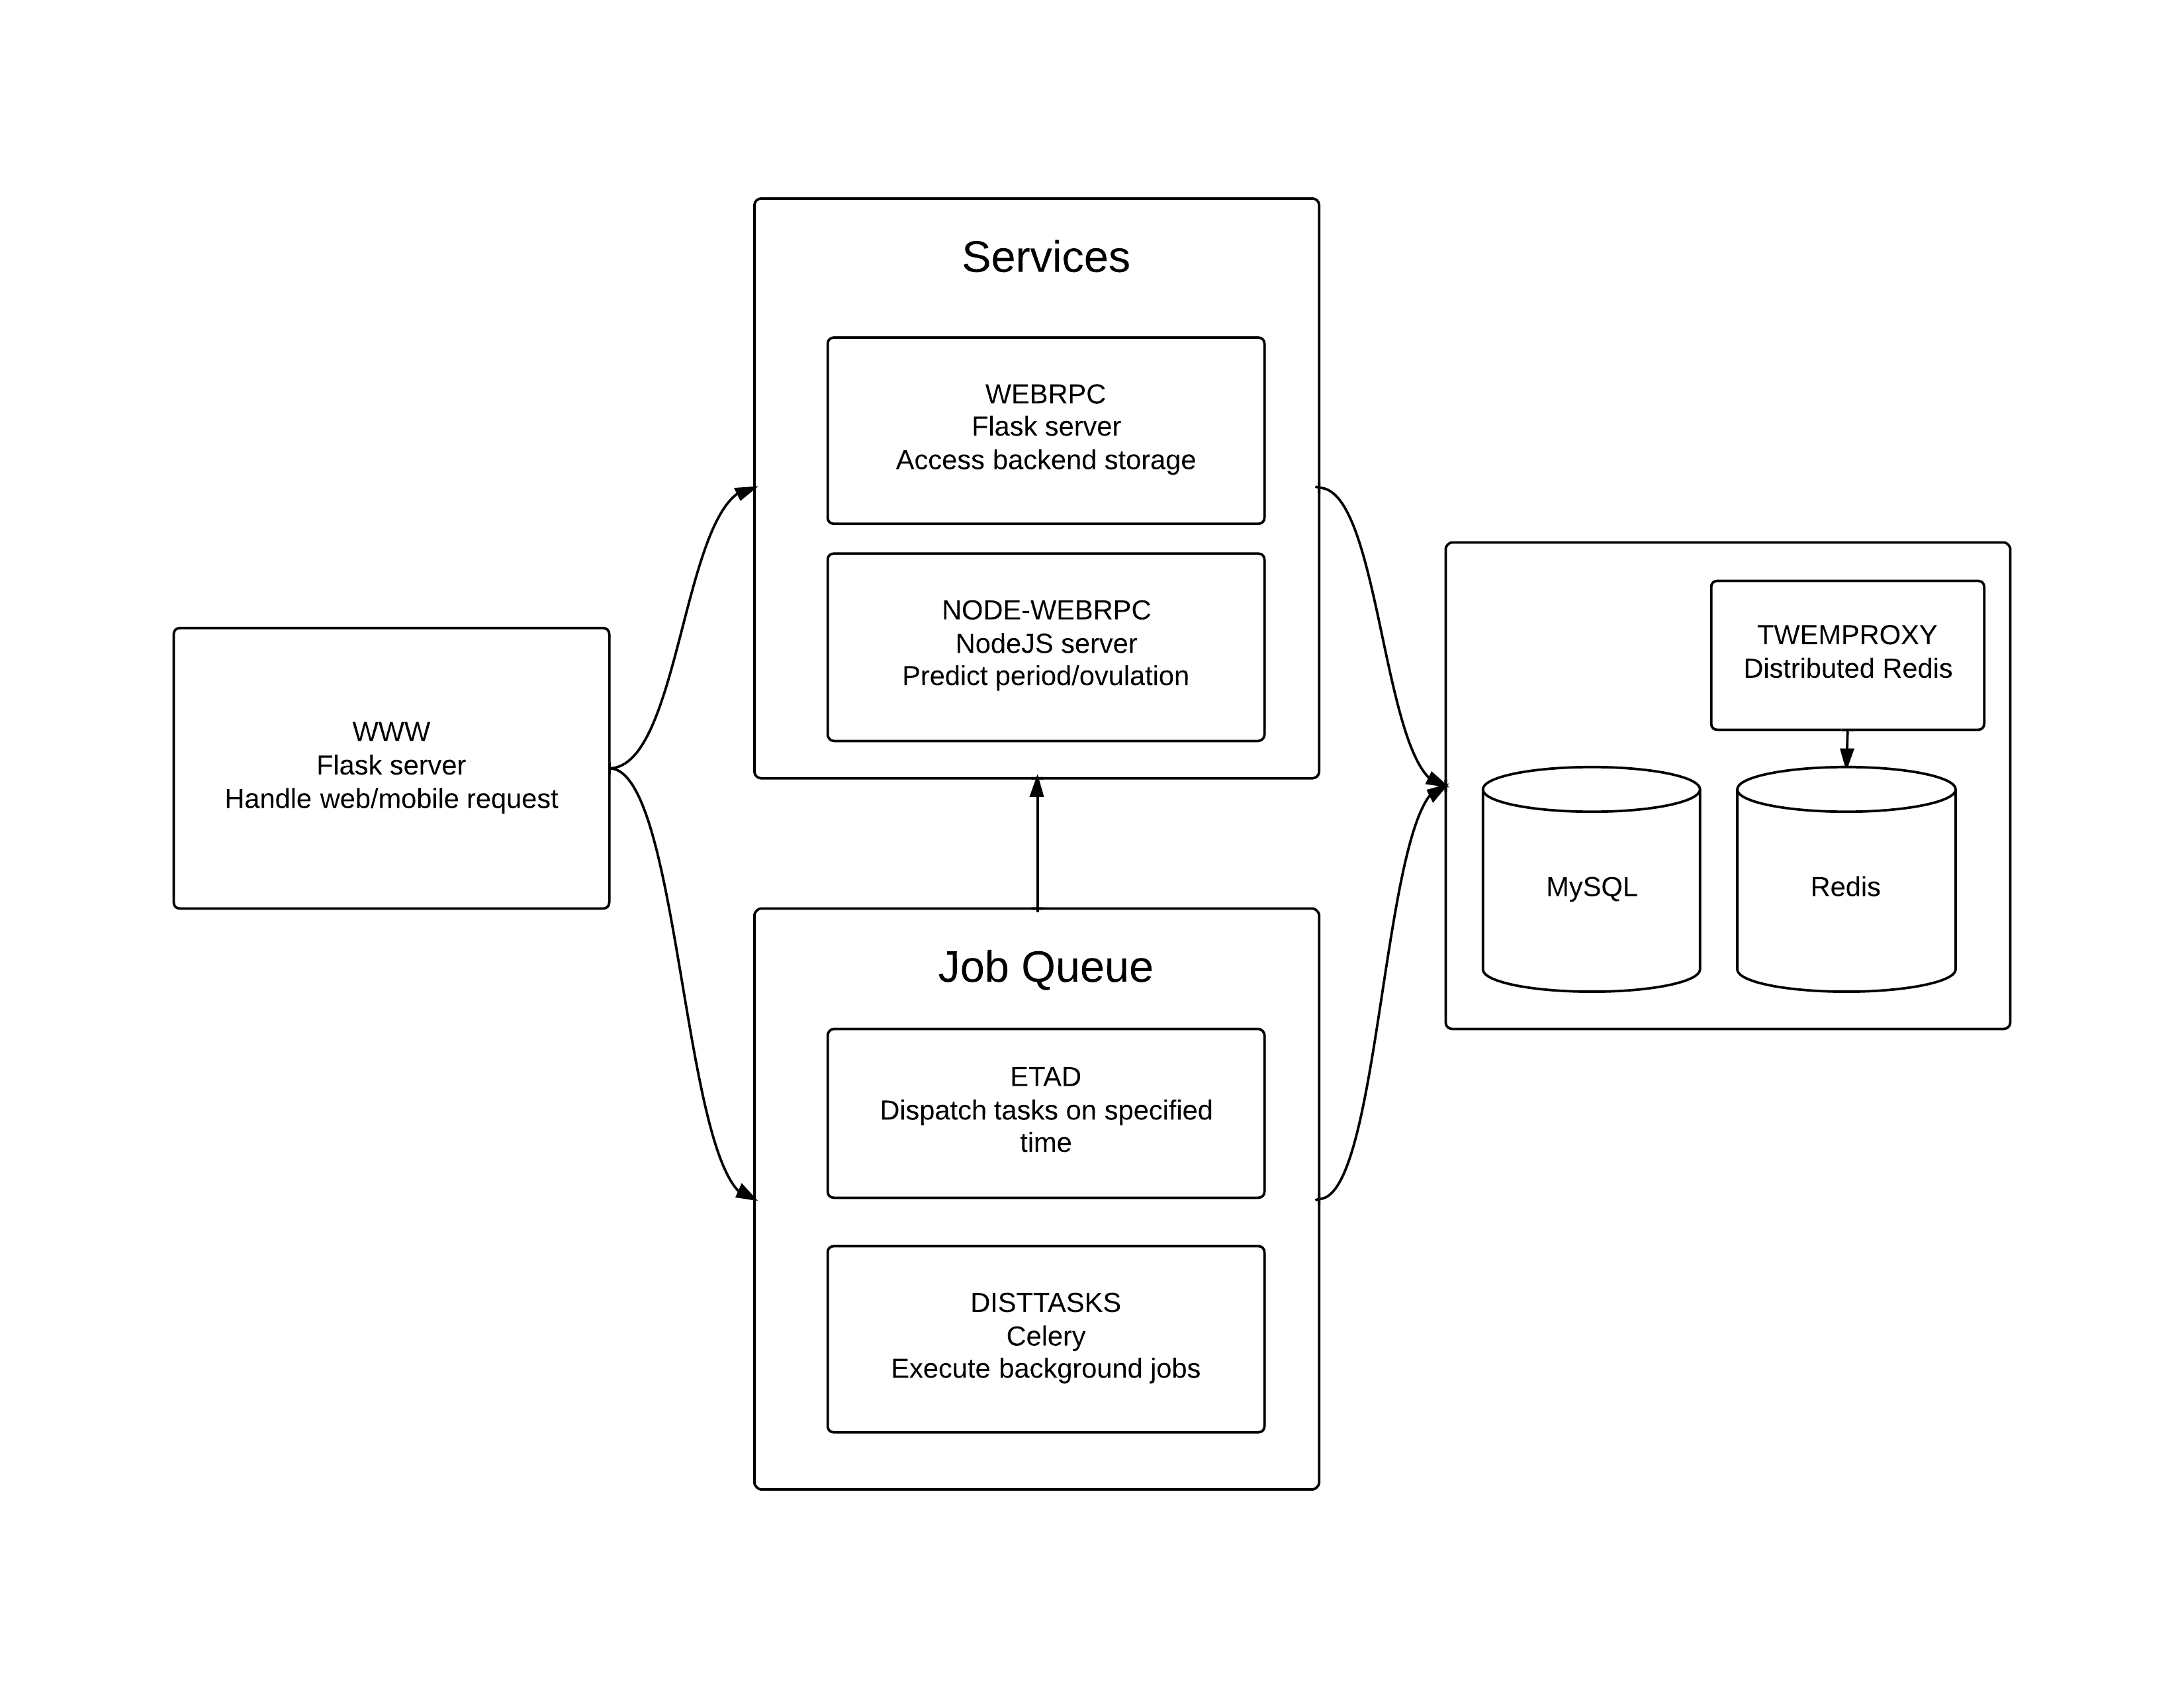 Services
WEBRPC
Flask server
Access backend storage
NODE-WEBRPC
NodeJS server
Predict period/ovulation
WWW
Flask server
Handle web/mobile request
TWEMPROXY
Distributed Redis
MySQL
Redis
Job Queue
ETAD
Dispatch tasks on specified
time
DISTTASKS
Celery
Execute background jobs